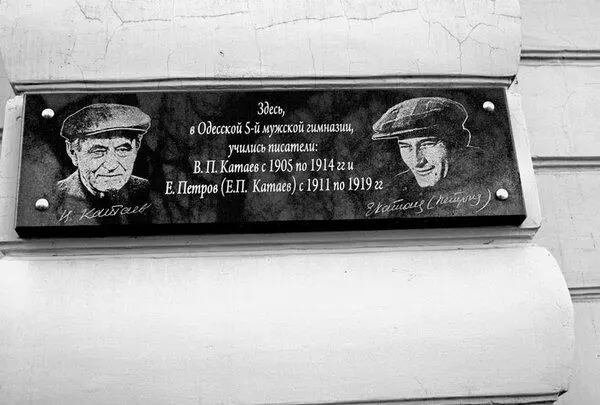 Здесь,
в Одесской 5-й мужской гимназии,
учились писатели:
В. П. Катаев с 1905 по 1914 гг и
Е. Петров (Е.П. Катаев) с 1911 по 1919 гг
Катаев
Екатаев (Петров)